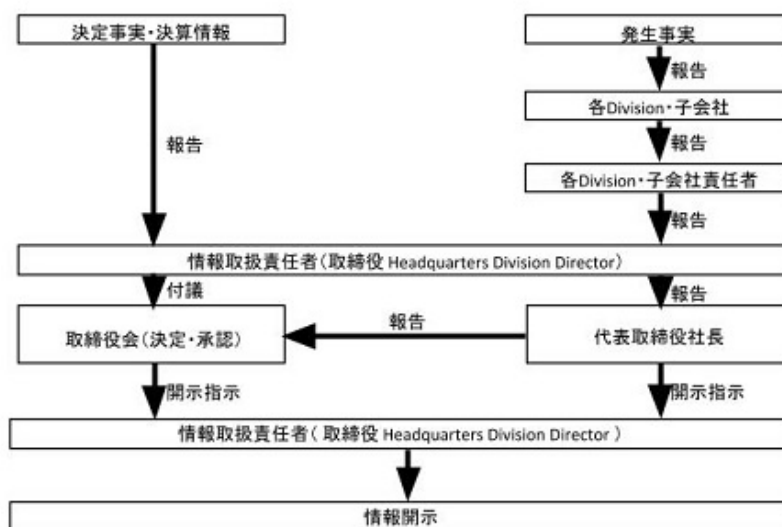 決定事実・決算情報
発生事実
報告
各Division・子会社
報告
報告
各Division・子会社責任者
報告
情報取扱責任者(取締役 Headquarters Division Director)
付議
報告
取締役会(決定・承認)
報告
代表取締役社長
開示指示
開示指示
情報取扱責任者( 取締役 Headquarters Division Director )
情報開示